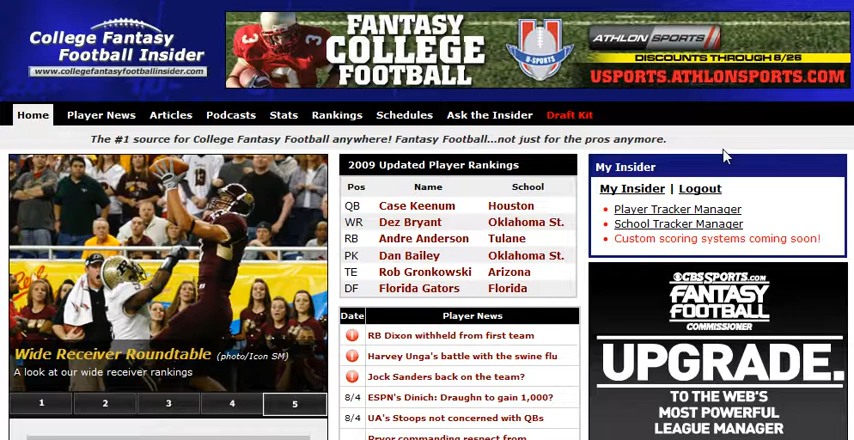 College Fantasy
Football Insider
www.collegefantasyfootballinsider.com
FANTASY
COLLEGE
FOOTBALL
U-SPORTS
ATHLON SPORTS
DISCOUNTS THROUGH 8/26
USPORTS.ATHLONSPORTS.COM
Home Player News Articles Podcasts Stats Rankings Schedules Ask the Insider Draft Kit
The #1 source for College Fantasy Football anywhere! Fantasy Football...not just for the pros anymore.
3
Wide Receiver Roundtable (photo/Icon SM)
A look at our wide receiver rankings
1 2 3 4 5
2009 Updated Player Rankings
Pos Name School
QB Case Keenum Houston
WR Dez Bryant Oklahoma St.
RB Andre Anderson Tulane
PK Dan Bailey Oklahoma St.
TE Rob Gronkowski Arizona
DF Florida Gators Florida
Date Player News
! RB Dixon withheld from first team
! Harvey Unga's battle with the swine flu
! Jock Sanders back on the team?
8/4 ESPN's Dinich: Draughn to gain 1,000?
8/4 UA's Stoops not concerned with QBs
Pryor commanding respect from
My Insider
My Insider | Logout
Player Tracker Manager
School Tracker Manager
Custom scoring systems coming soon!
CBSSPORTS.COM
FANTASY
FOOTBALL
COMMISSIONER
UPGRADE.
TO THE WEB'S
MOST POWERFUL
LEAGUE MANAGER